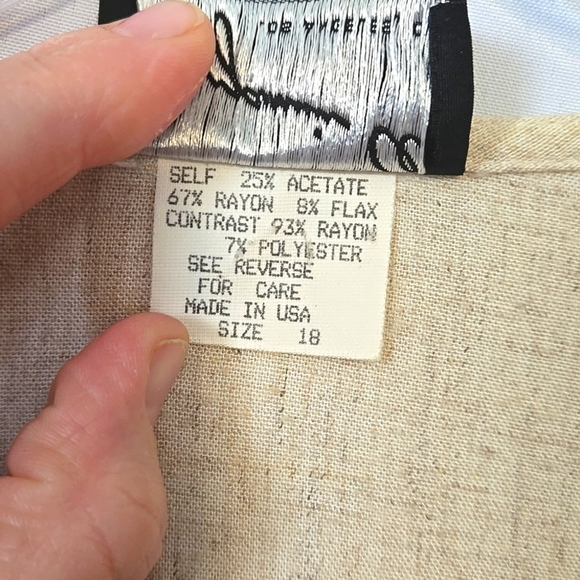 SELF 25% ACETATE
67% RAYON 8% FLAX
CONTRAST 93% RAYON
7% POLYESTER
SEE REVERSE
FOR CARE
MADE IN USA
SIZE 18